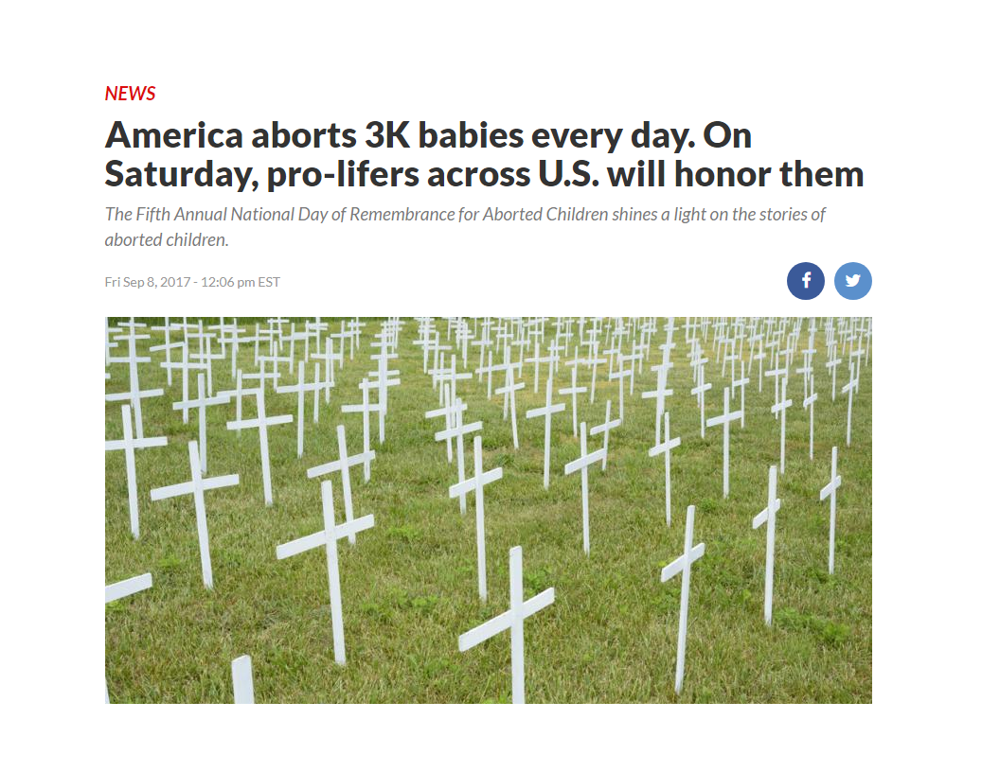 NEWS
America aborts 3K babies every day. On
Saturday, pro-lifers across U.S. will honor them
The Fifth Annual National Day of Remembrance for Aborted Children shines a light on the stories of
aborted children.
Fri Sep 8, 2017 - 12:06 pm EST